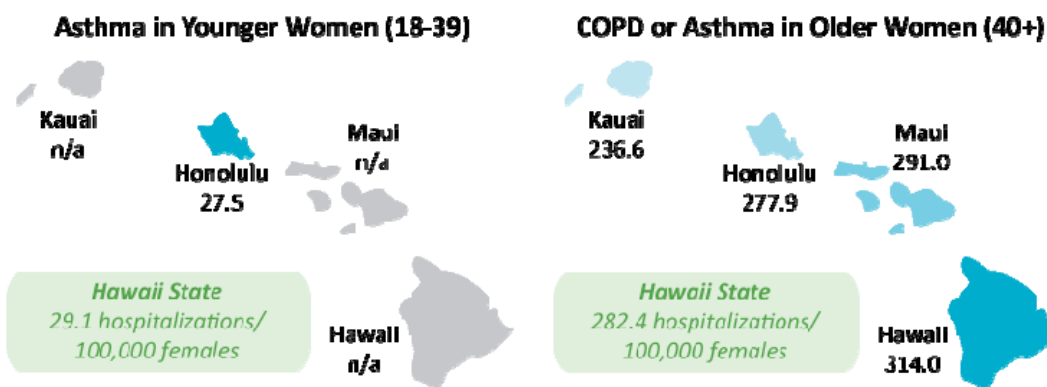 Asthma in Younger Women (18-39)
Kauai
n/a
Honolulu
27.5
Maui
n/a
Hawaii State
29.1 hospitalizations/
100,000 females
Hawaii
n/a
COPD or Asthma in Older Women (40+)
Kauai
236.6
Honolulu
277.9
Maui
291.0
Hawaii State
282.4 hospitalizations/
100,000 females
Hawaii
314.0